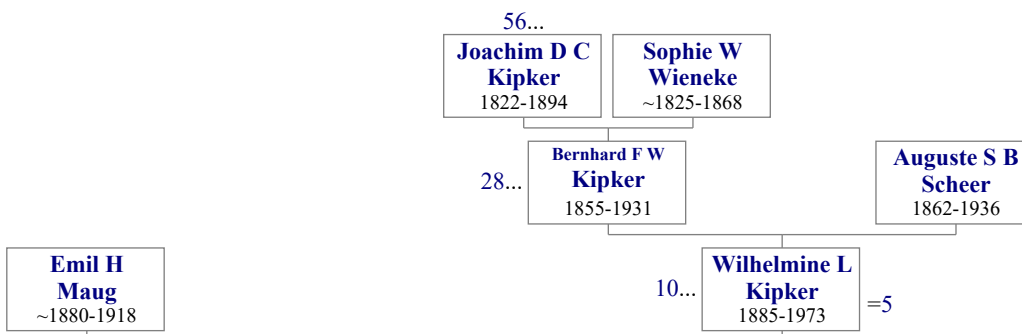 56...
Joachim D C
Kipker
1822-1894
Sophie W
Wieneke
~1825-1868
28...
Bernhard F W
Kipker
1855-1931
Auguste S B
Scheer
1862-1936
Emil H
Maug
~1880-1918
10...
Wilhelmine L
Kipker
1885-1973
=5